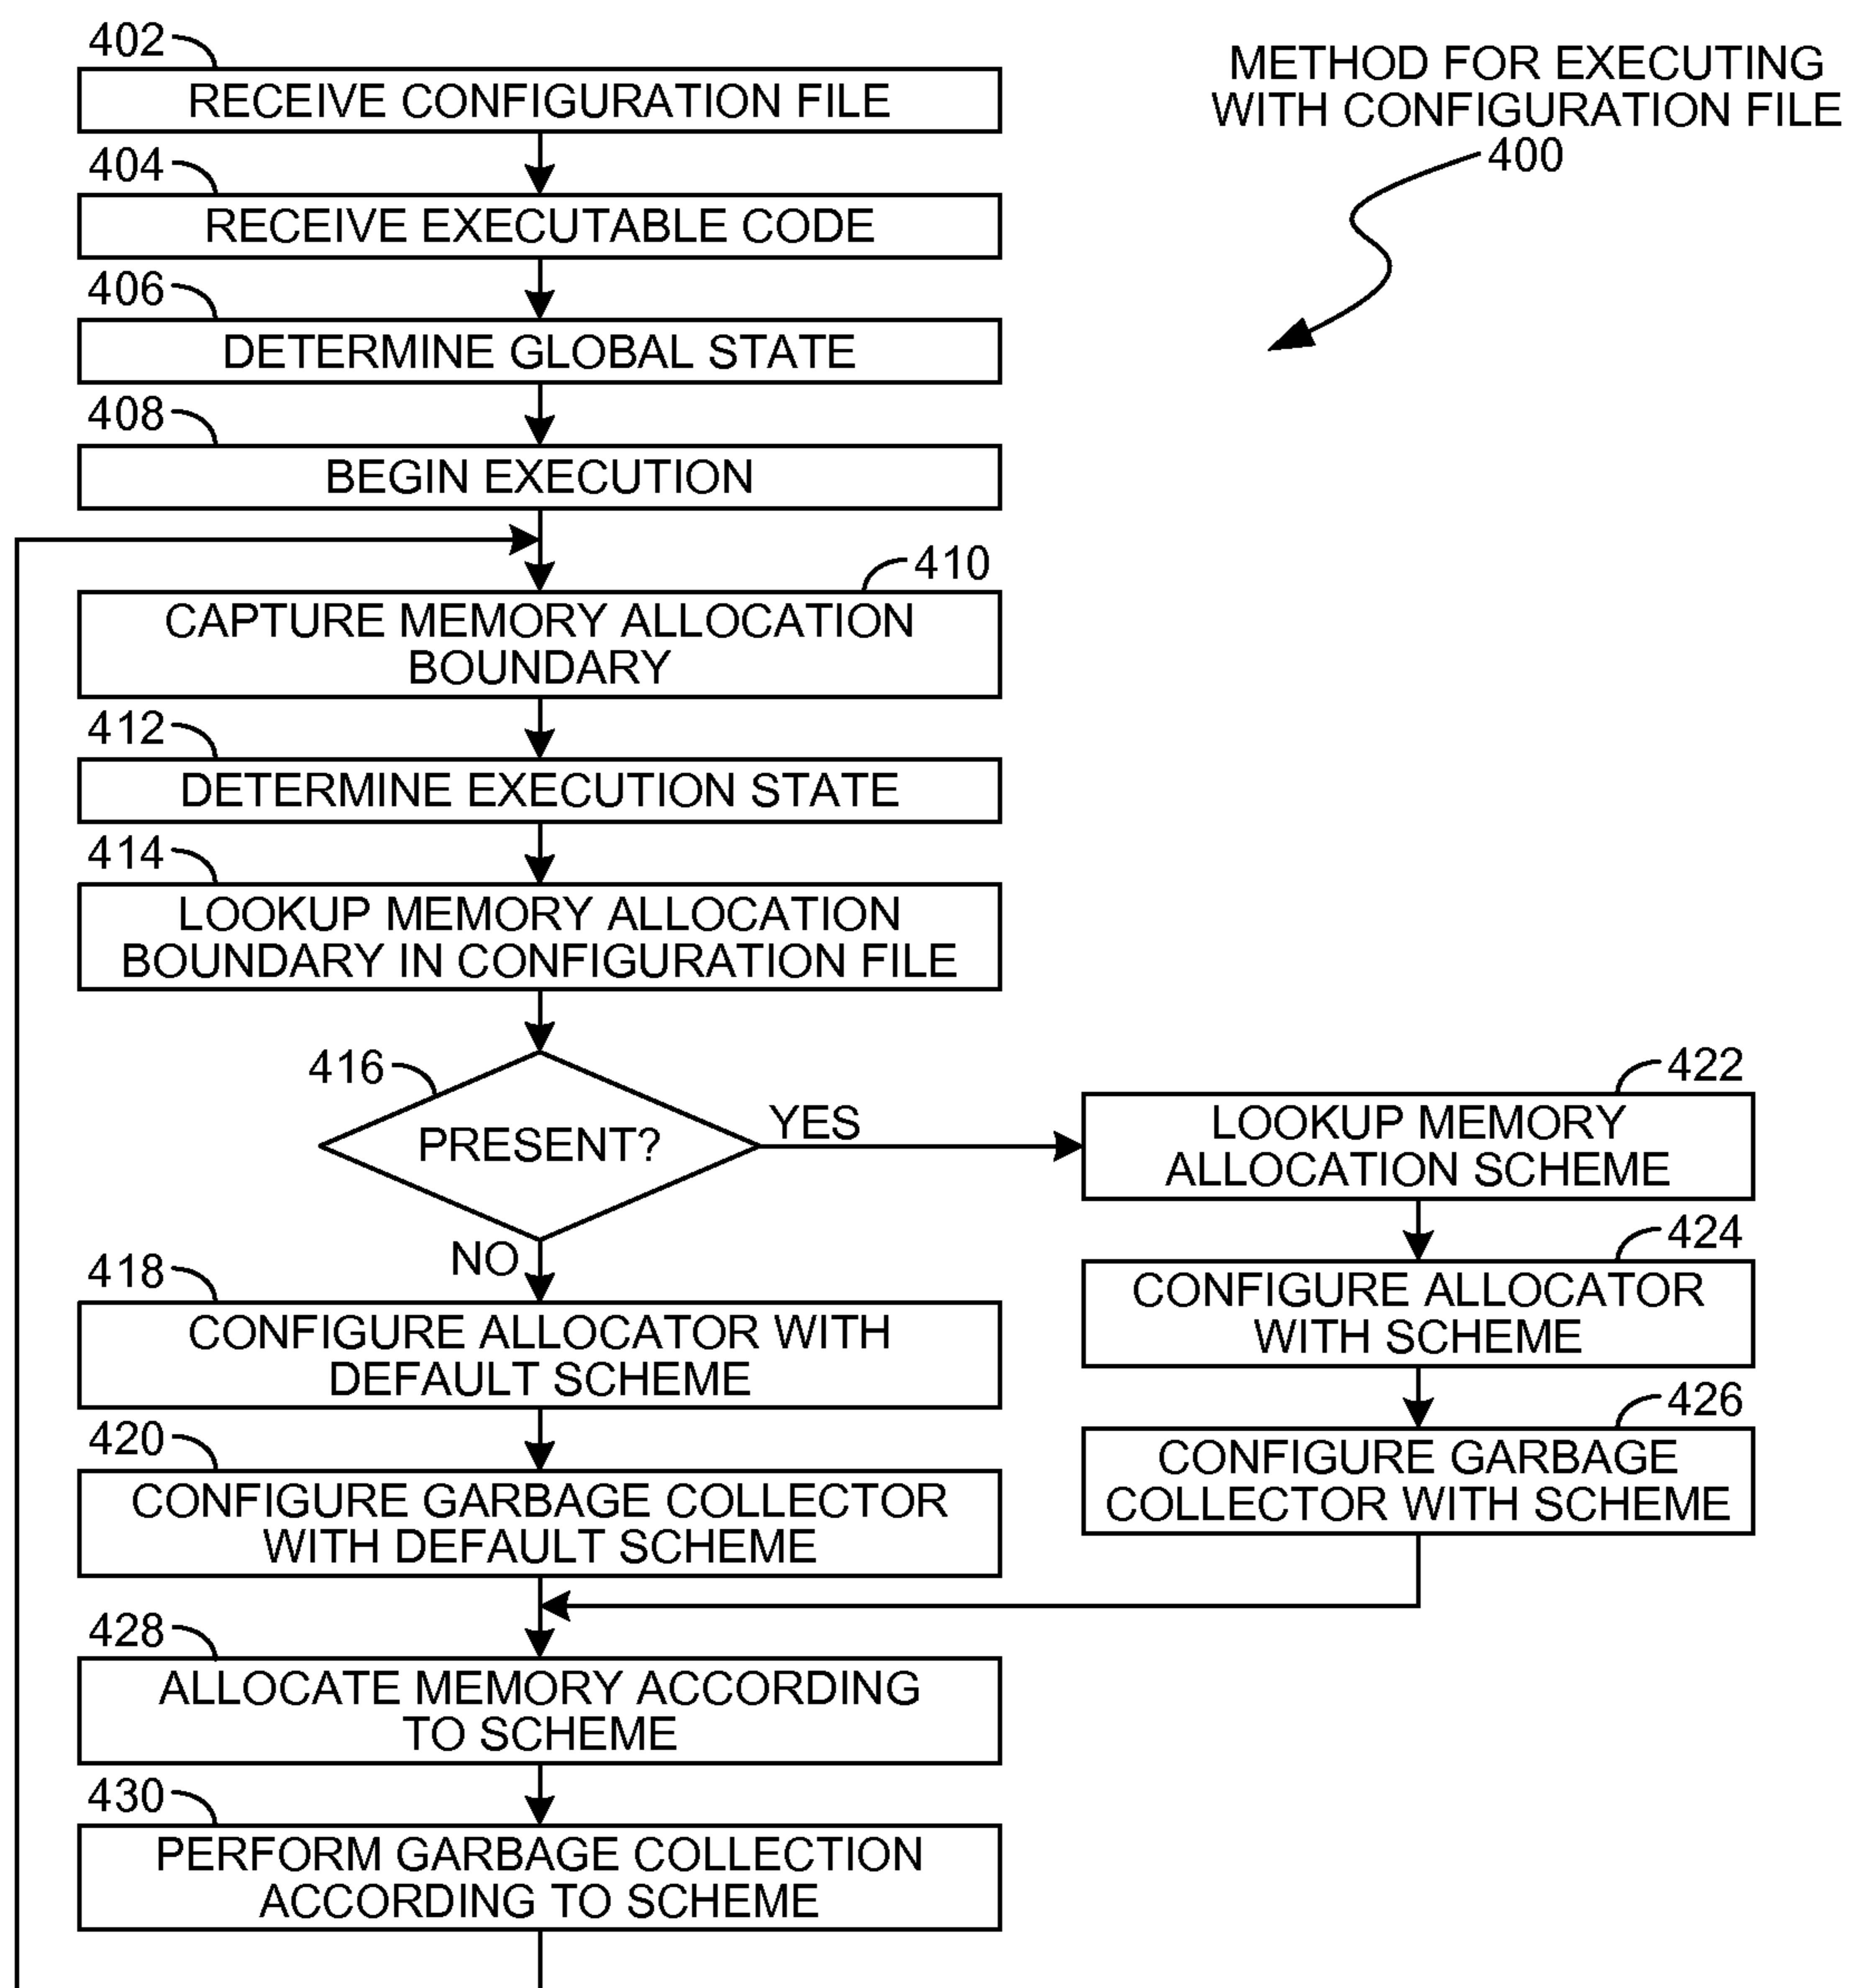 METHOD FOR EXECUTING
WITH CONFIGURATION FILE
400
402
RECEIVE CONFIGURATION FILE
404
RECEIVE EXECUTABLE CODE
406
DETERMINE GLOBAL STATE
408
BEGIN EXECUTION
410
CAPTURE MEMORY ALLOCATION
BOUNDARY
412
DETERMINE EXECUTION STATE
414
LOOKUP MEMORY ALLOCATION
BOUNDARY IN CONFIGURATION FILE
416
PRESENT?
YES
NO
418
CONFIGURE ALLOCATOR WITH
DEFAULT SCHEME
420
CONFIGURE GARBAGE COLLECTOR
WITH DEFAULT SCHEME
422
LOOKUP MEMORY
ALLOCATION SCHEME
424
CONFIGURE ALLOCATOR
WITH SCHEME
426
CONFIGURE GARBAGE
COLLECTOR WITH SCHEME
428
ALLOCATE MEMORY ACCORDING
TO SCHEME
430
PERFORM GARBAGE COLLECTION
ACCORDING TO SCHEME